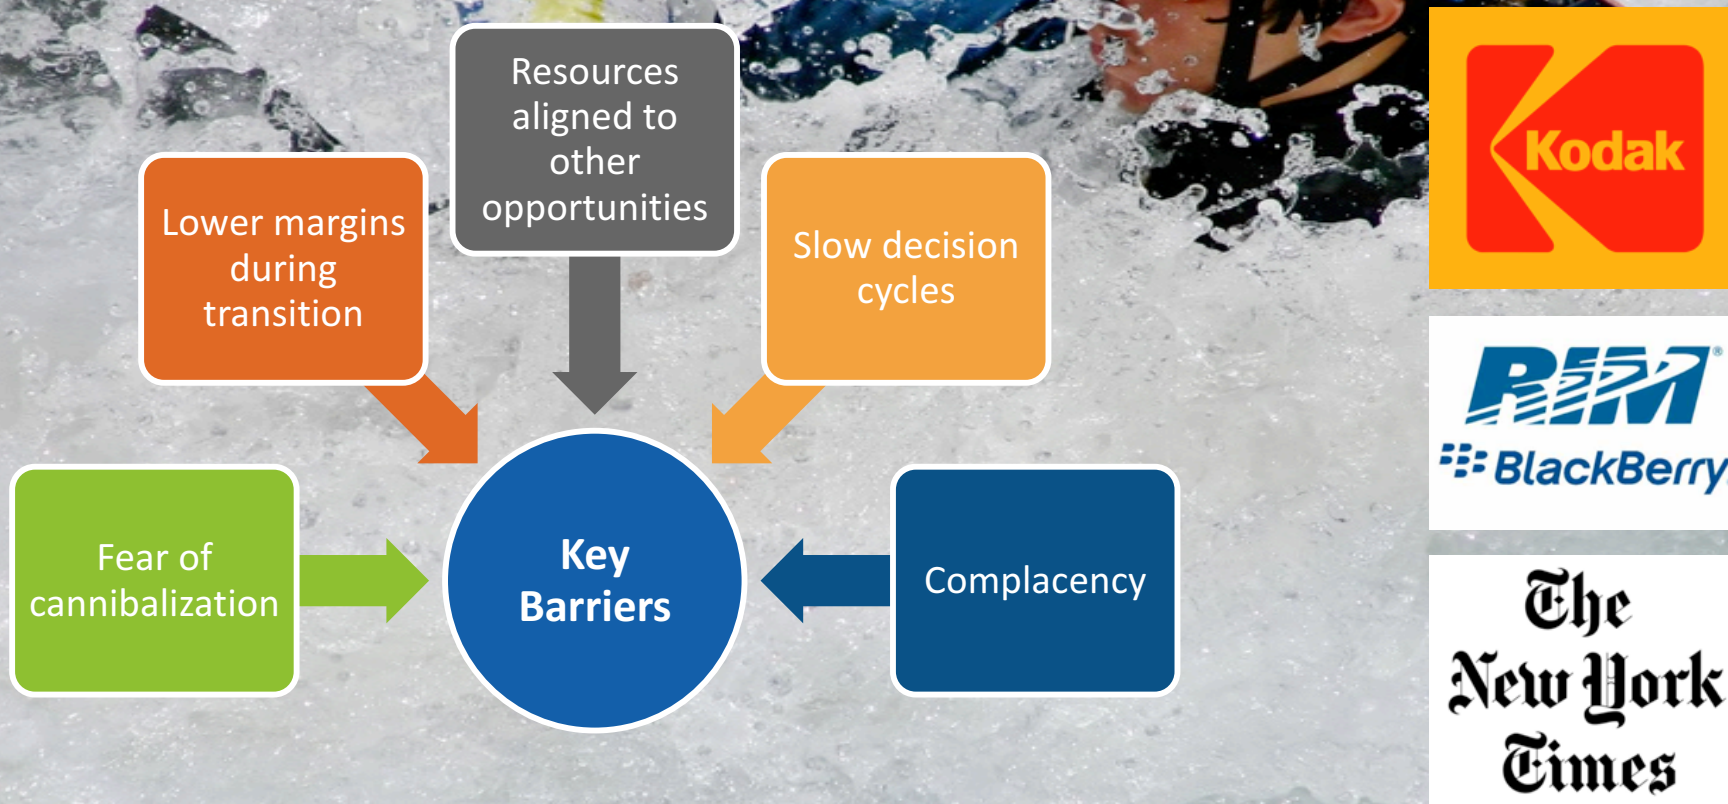 Resources
aligned to
other
opportunities
Lower margins
during
transition
Slow decision
cycles
Fear of
cannibalization
Key
Barriers
Complacency
Kodak
RIM®
BlackBerry.
The
New York
Times